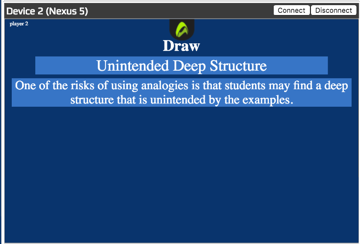 Device 2 (Nexus 5)
Connect
Disconnect
player 2
Draw
Unintended Deep Structure
One of the risks of using analogies is that students may find a deep
structure that is unintended by the examples.